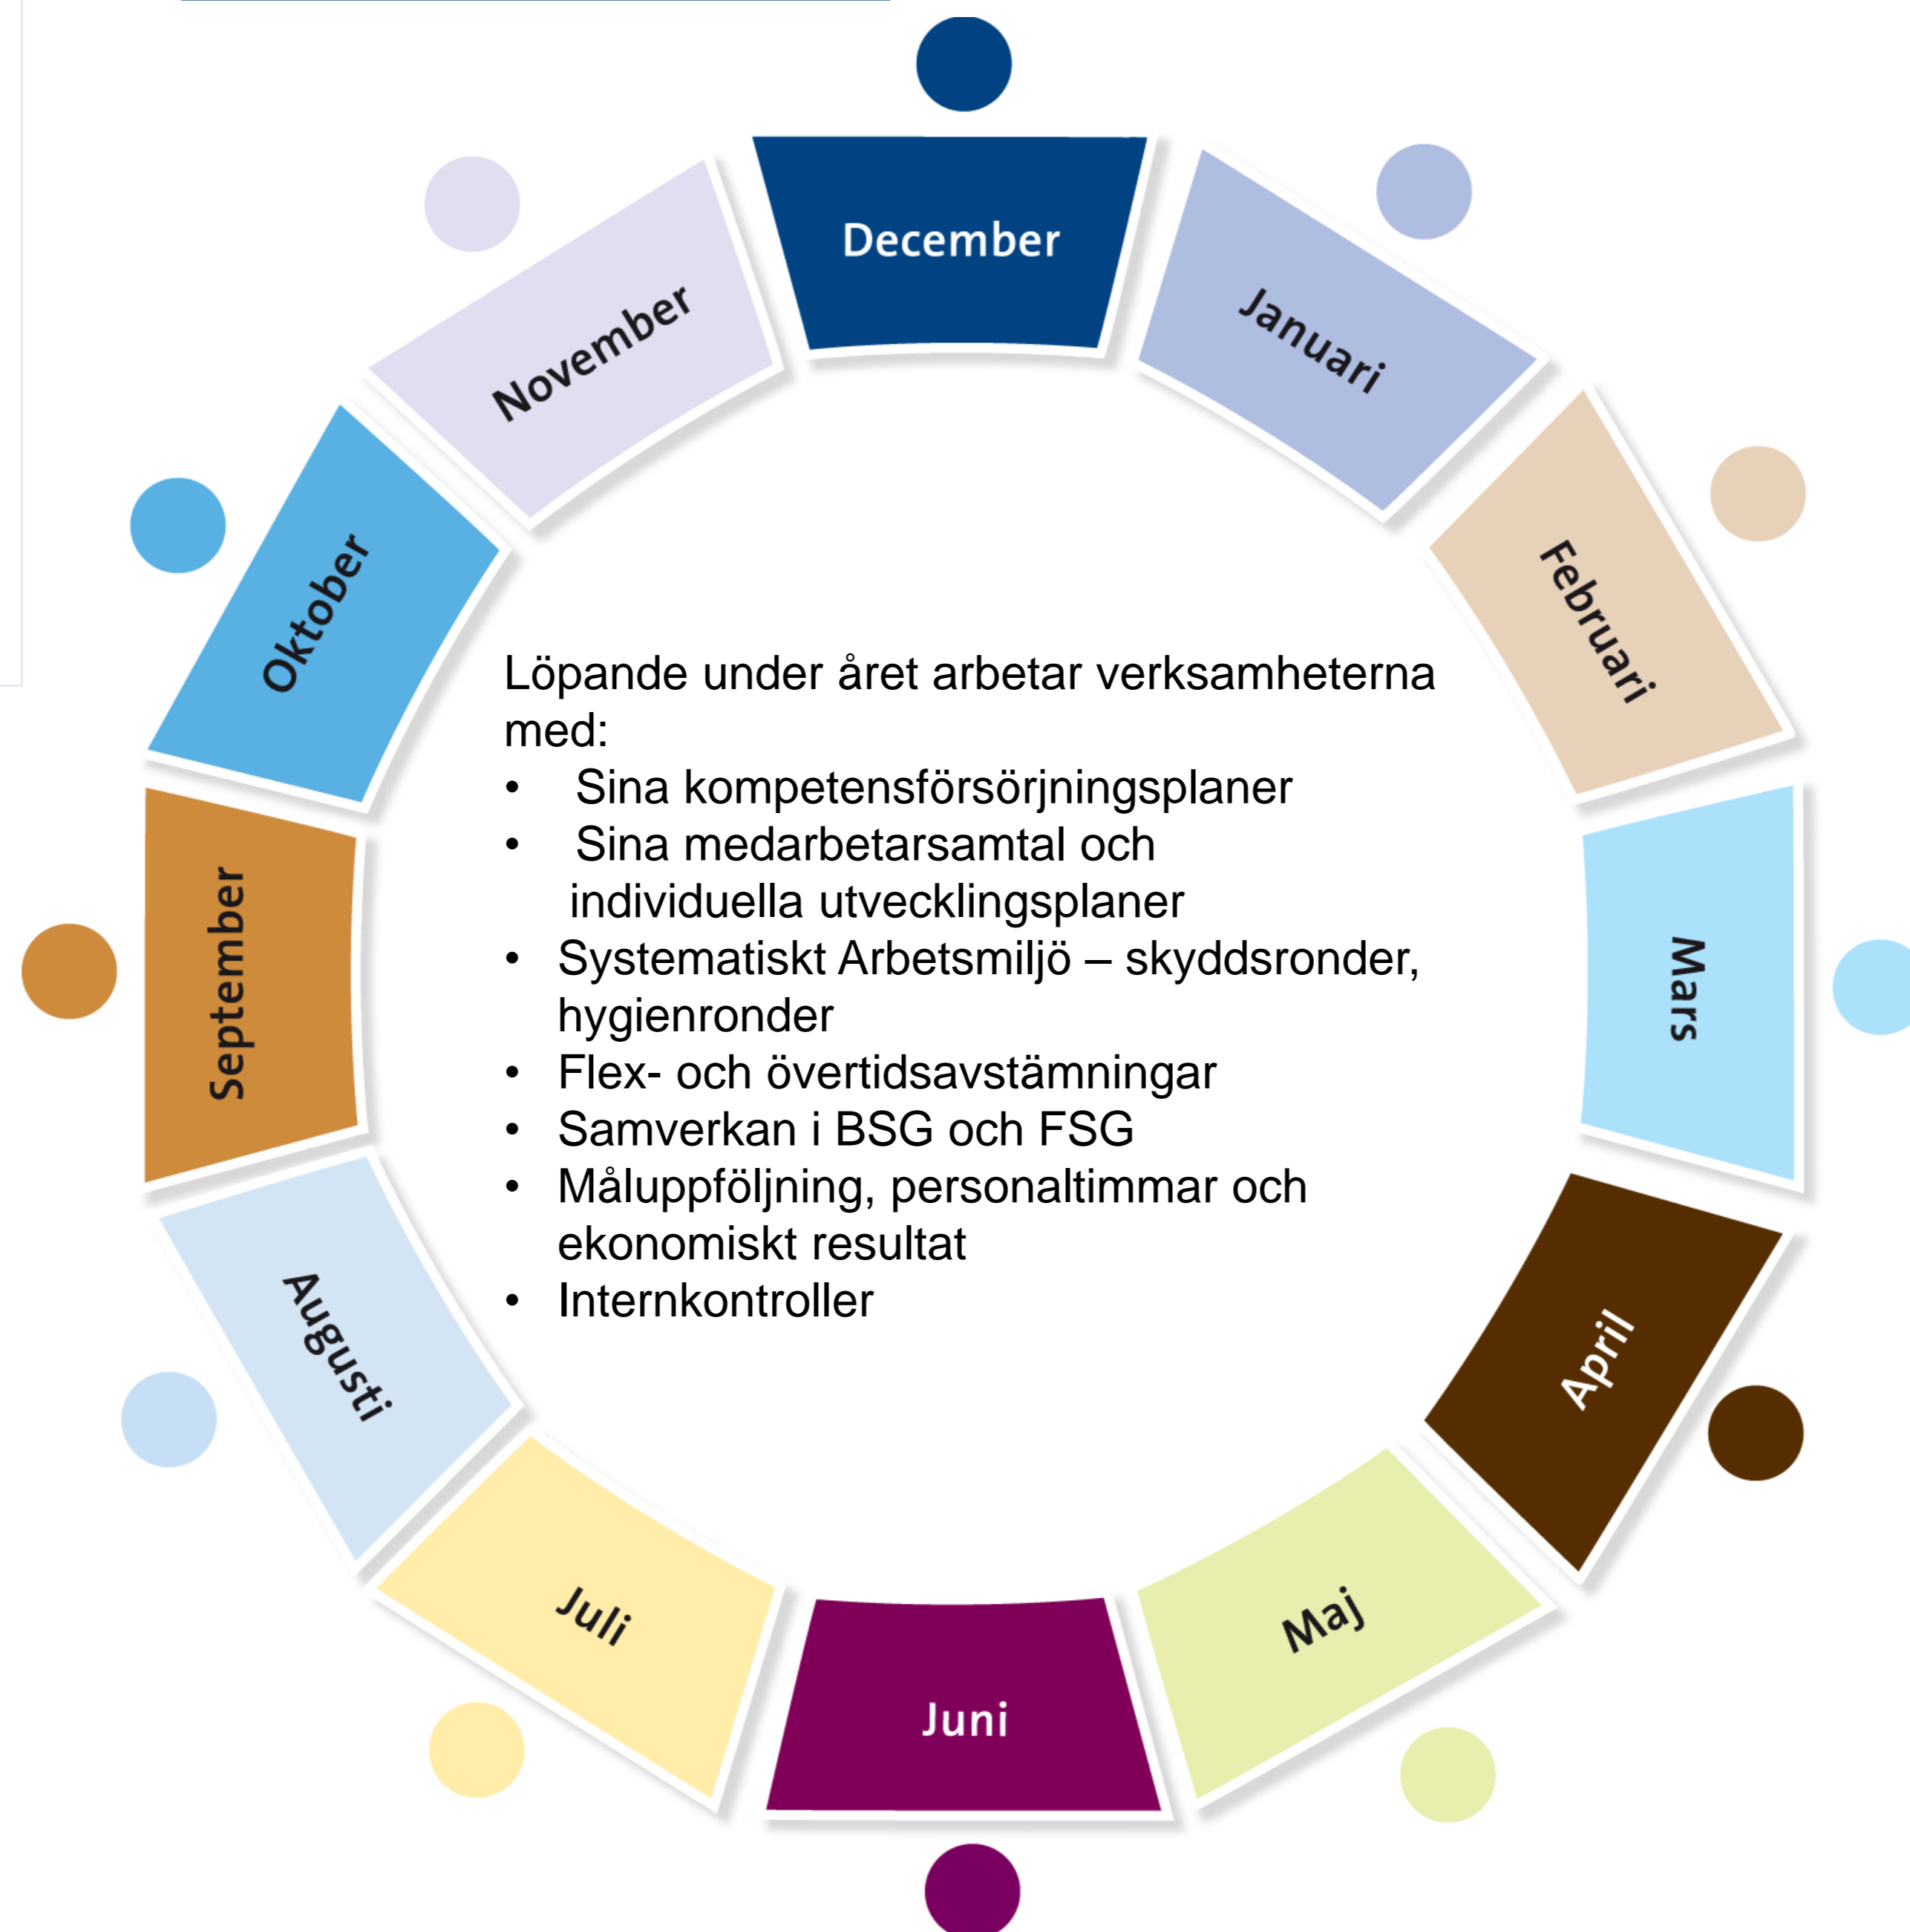 December
Januari
Februari
Mars
April
Maj
Juni
Juli
Augusti
September
Oktober
November
Löpande under året arbetar verksamheterna
med:
• Sina kompetensförsörjningsplaner
• Sina medarbetarsamtal och
individuella utvecklingsplaner
• Systematiskt Arbetsmiljö – skyddsronder,
hygienronder
• Flex- och övertidsavstämningar
• Samverkan i BSG och FSG
• Måluppföljning, personaltimmar och
ekonomiskt resultat
• Internkontroller